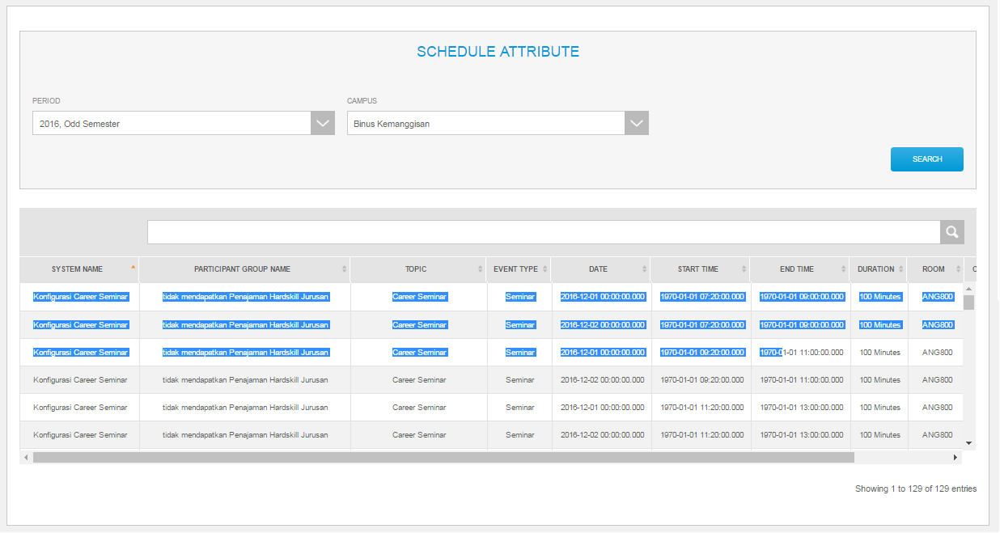 SCHEDULE ATTRIBUTE
PERIOD CAMPUS
2016, Odd Semester Binus Kemanggisan
SEARCH
SYSTEM NAME PARTICIPANT GROUP NAME TOPIC EVENT TYPE DATE START TIME END TIME DURATION ROOM
Konfigurasi Career Seminar tidak mendapatkan Penajaman Hardskill Jurusan Career Seminar Seminar 2016-12-01 00:00:00.000 1970-01-01 07:20:00.000 1970-01-01 09:00:00.000 100 Minutes ANG800
Konfigurasi Career Seminar tidak mendapatkan Penajaman Hardskill Jurusan Career Seminar Seminar 2016-12-02 00:00:00.000 1970-01-01 07:20:00.000 1970-01-01 09:00:00.000 100 Minutes ANG800
Konfigurasi Career Seminar tidak mendapatkan Penajaman Hardskill Jurusan Career Seminar Seminar 2016-12-01 00:00:00.000 1970-01-01 09:20:00.000 1970-01-01 11:00:00.000 100 Minutes ANG800
Konfigurasi Career Seminar tidak mendapatkan Penajaman Hardskill Jurusan Career Seminar Seminar 2016-12-02 00:00:00.000 1970-01-01 09:20:00.000 1970-01-01 11:00:00.000 100 Minutes ANG800
Konfigurasi Career Seminar tidak mendapatkan Penajaman Hardskill Jurusan Career Seminar Seminar 2016-12-01 00:00:00.000 1970-01-01 11:20:00.000 1970-01-01 13:00:00.000 100 Minutes ANG800
Konfigurasi Career Seminar tidak mendapatkan Penajaman Hardskill Jurusan Career Seminar Seminar 2016-12-02 00:00:00.000 1970-01-01 11:20:00.000 1970-01-01 13:00:00.000 100 Minutes ANG800
Showing 1 to 129 of 129 entries